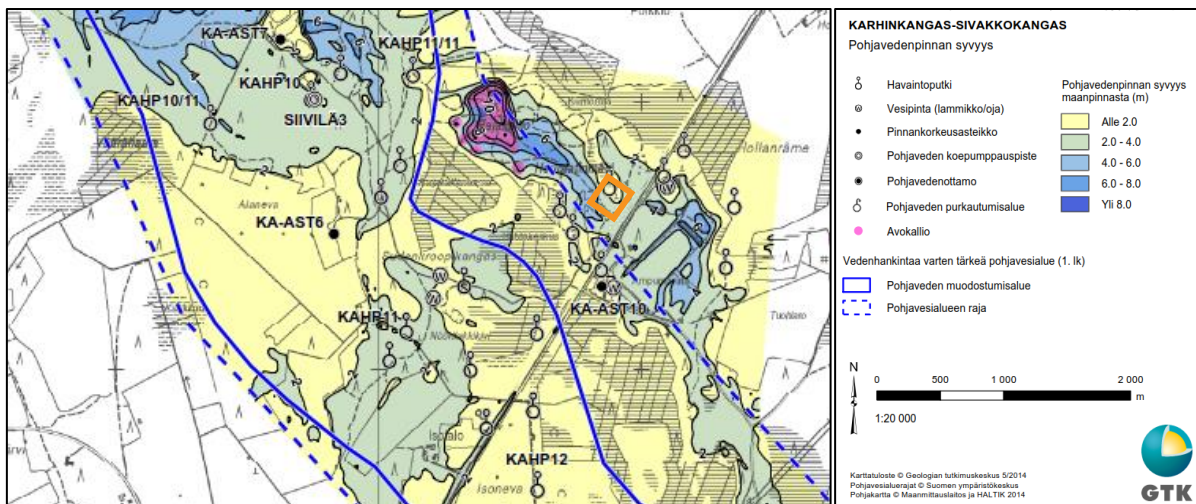 KA-AST7
KAHP11/11
KAHP10
KAHP10/11
SIIVILÄ3
Hollanräme
Alaneva
KA-AST6
KA-AST10
KAHP11
Tuohiaro
Isotalo
KAHP12
Isoneva
KARHINKANGAS-SIVAKKOKANGAS
Pohjavedenpinnan syvyys
Havaintoputki
Vesipinta (lammikko/oja)
Pinnankorkeusasteikko
Pohjaveden koepumppauspiste
Pohjavedenottamo
Pohjaveden purkautumisalue
Avokallio
Pohjavedenpinnan syvyys
maanpinnasta (m)
Alle 2.0
2.0 - 4.0
4.0 - 6.0
6.0 - 8.0
Yli 8.0
Vedenhankintaa varten tärkeä pohjavesialue (1. lk)
Pohjaveden muodostumisalue
Pohjavesialueen raja
N
0 500 1 000 2 000
m
1:20 000
Karttatuloste © Geologian tutkimuskeskus 5/2014
Pohjavesialuerajat © Suomen ympäristökeskus
Pohjakartta © Maanmittauslaitos ja HALTIK 2014
GTK